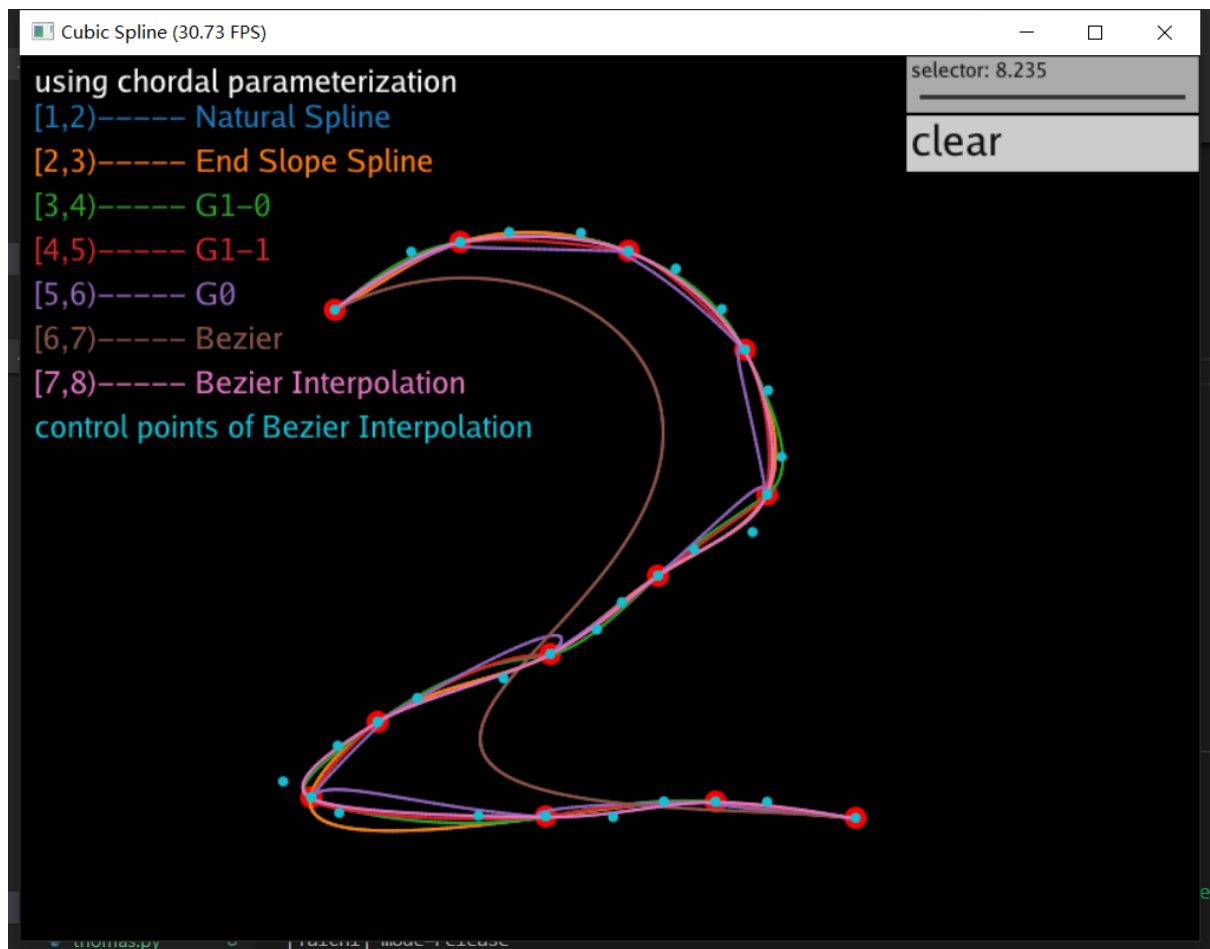 Cubic Spline (30.73 FPS)
using chordal parameterization
selector: 8.235
[1,2)----- Natural Spline
clear
[2,3)----- End Slope Spline
[3,4)----- G1-0
[4,5)----- G1-1
[5,6)----- G0
[6,7)----- Bezier
[7,8)----- Bezier Interpolation
control points of Bezier Interpolation